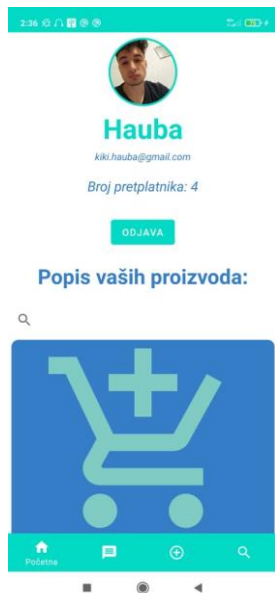 2:36
Hauba
kiki.hauba@gmail.com
Broj pretplatnika: 4
ODJAVA
Popis vaših proizvoda:
Početna